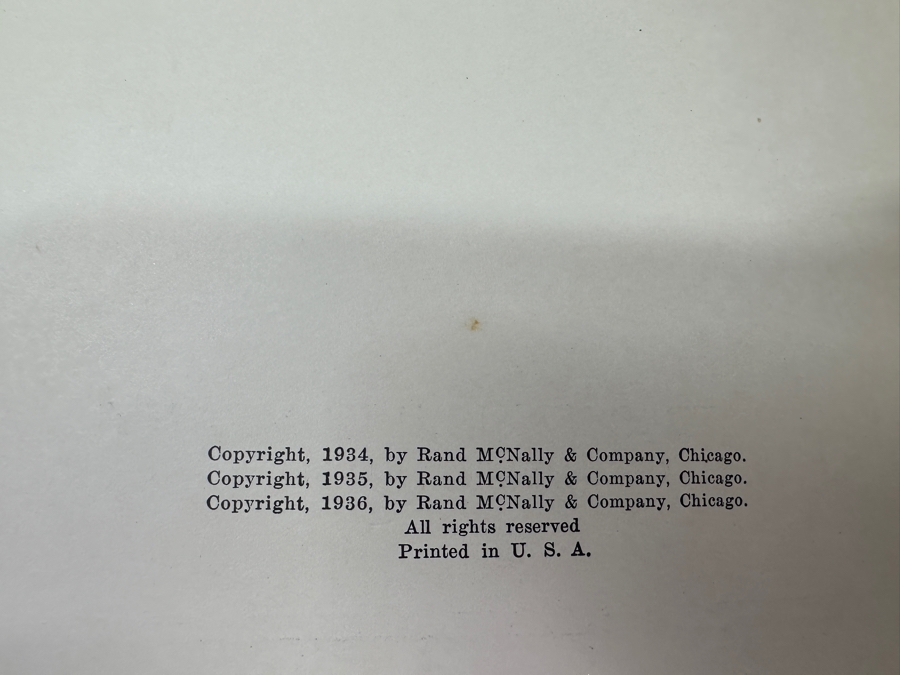 Copyright, 1934, by Rand McNally & Company, Chicago.
Copyright, 1935, by Rand McNally & Company, Chicago.
Copyright, 1936, by Rand McNally & Company, Chicago.
All rights reserved
Printed in U. S. A.